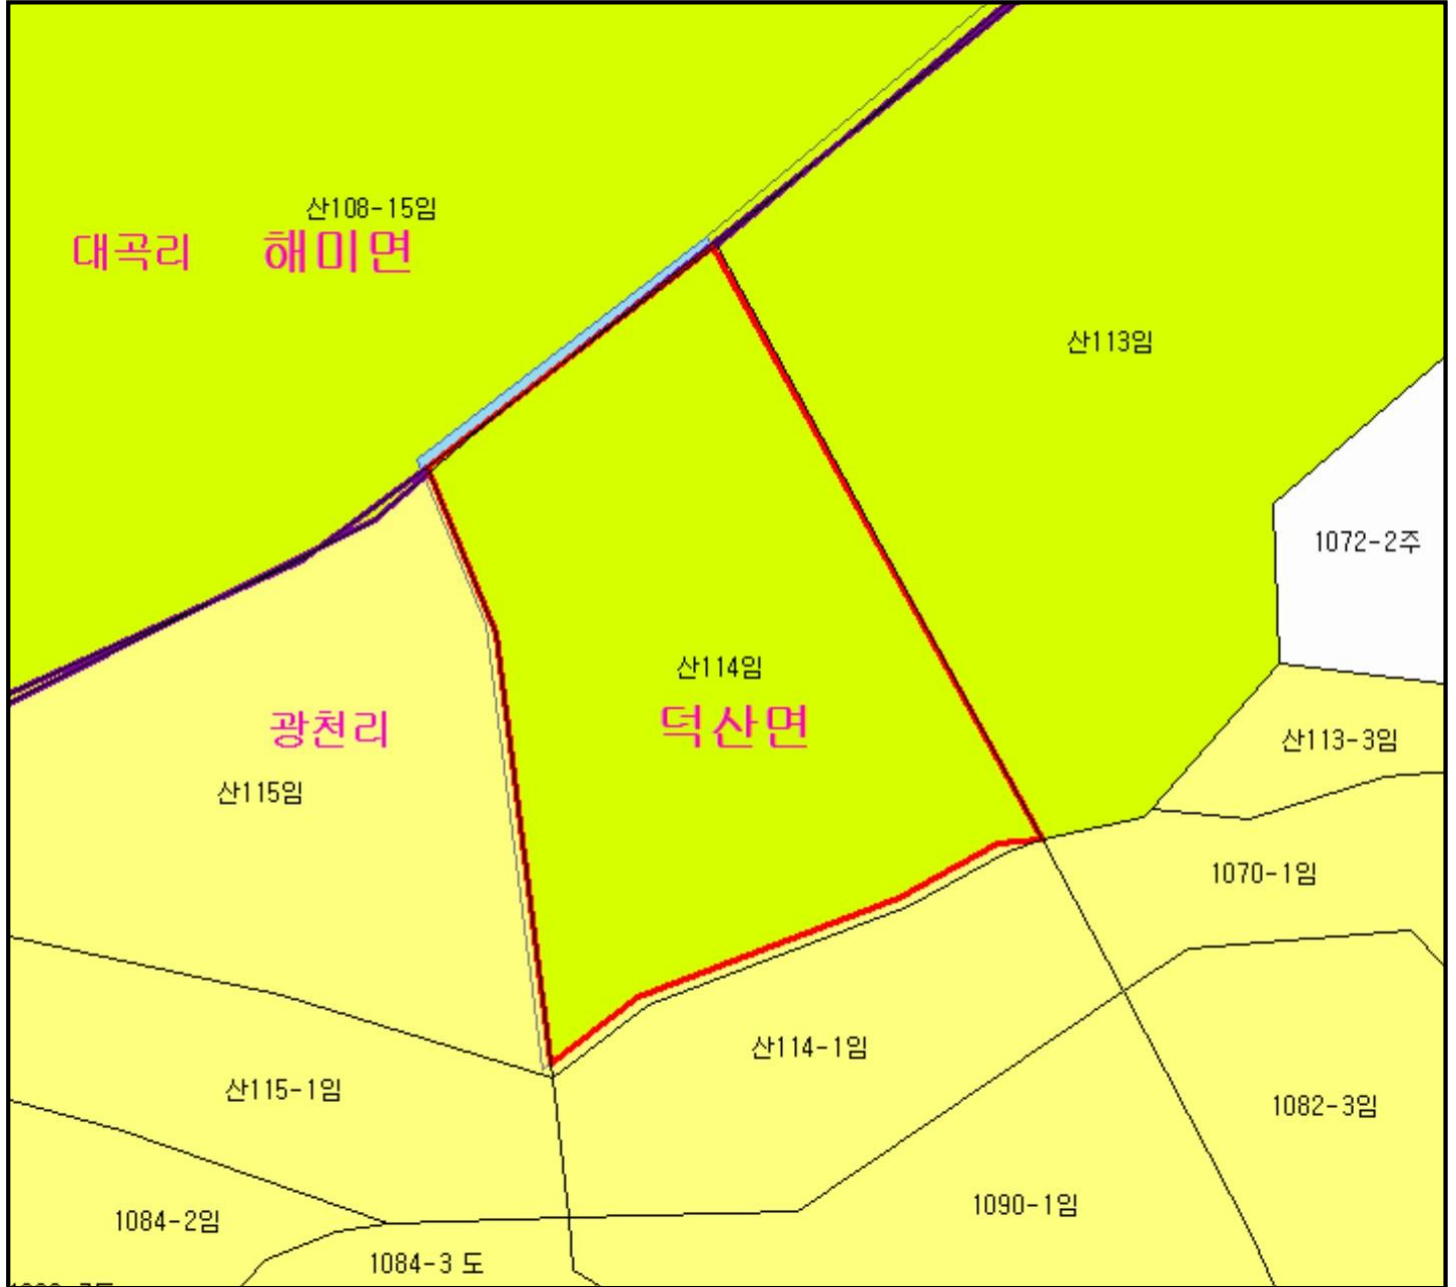 산108-15임
대곡리 해미면
산113임
1072-2주
산114임
광천리 덕산면
산113-3임
산115임
1070-1임
산114-1임
산115-1임
1082-3임
1084-2임
1090-1임
1084-3 도